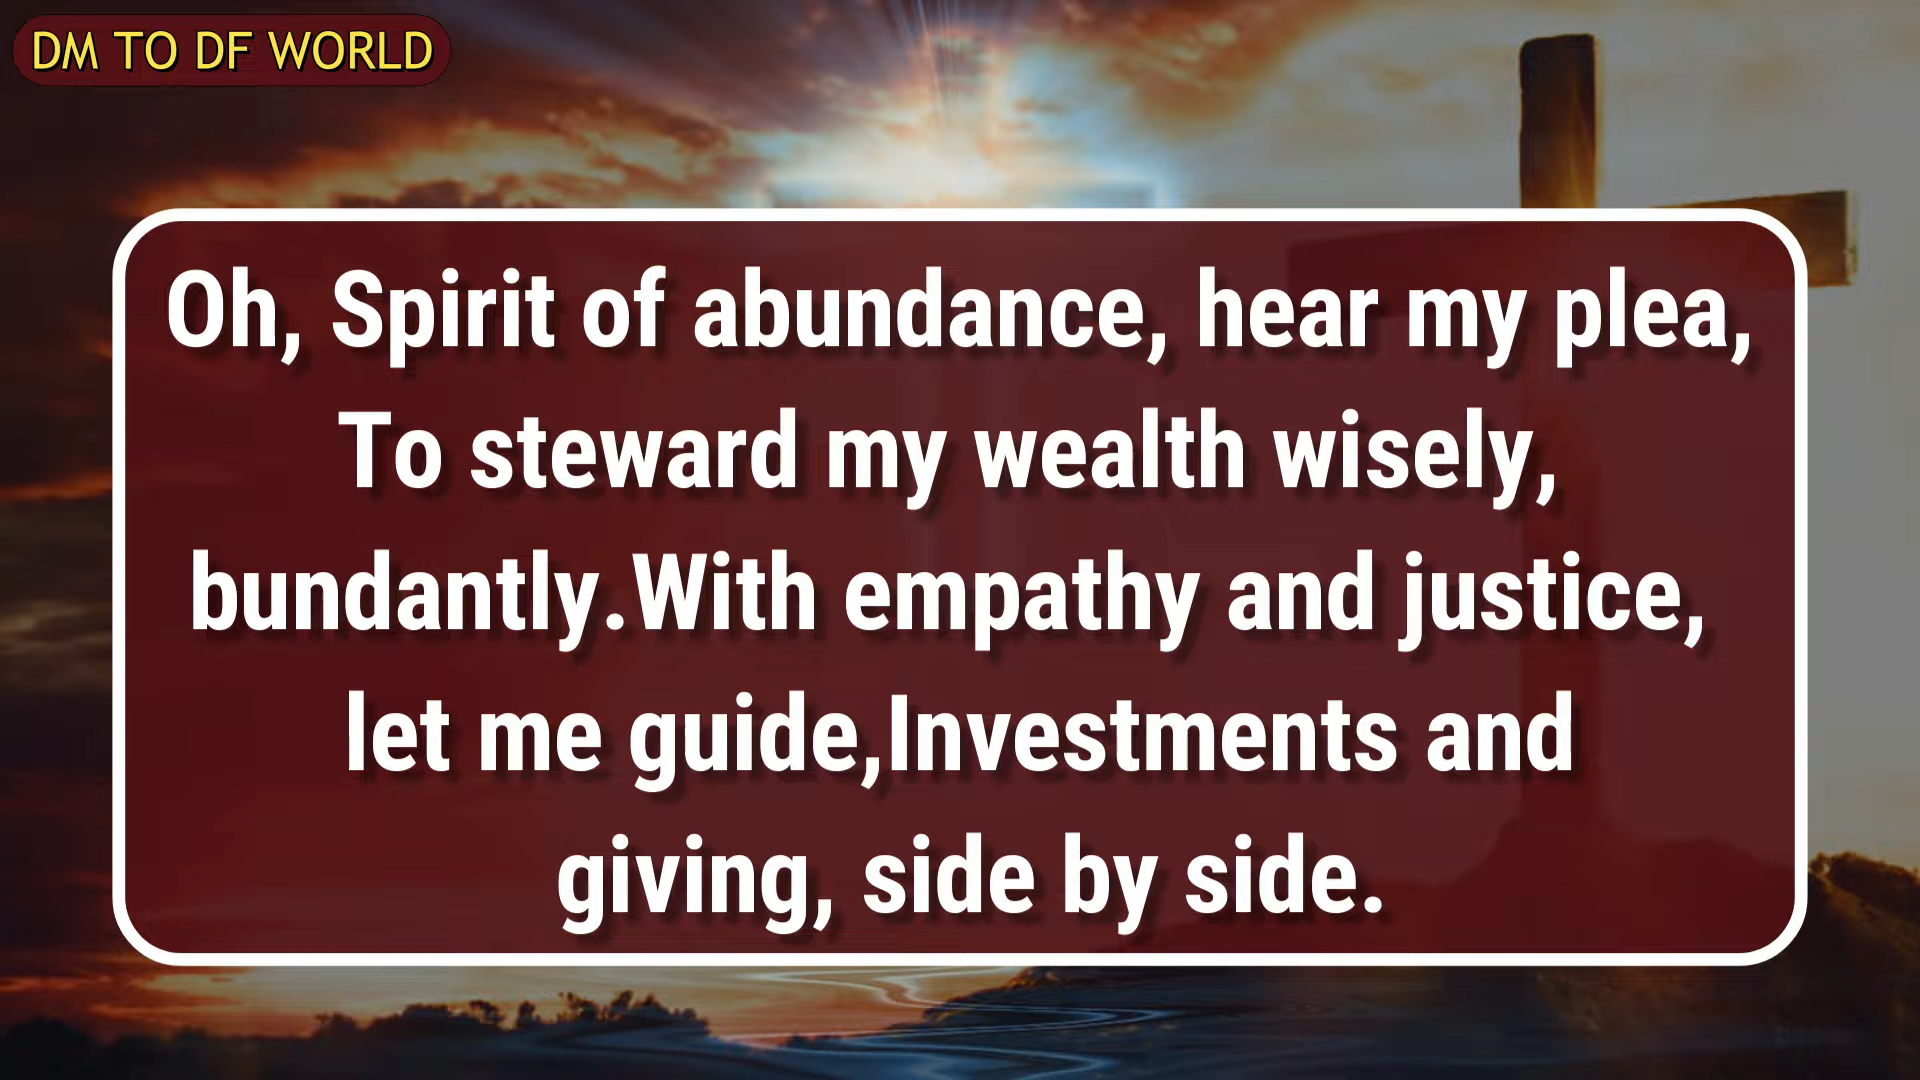 DM TO DF WORLD
Oh, Spirit of abundance, hear my plea,
To steward my wealth wisely,
bundantly.With empathy and justice,
let me guide,Investments and
giving, side by side.